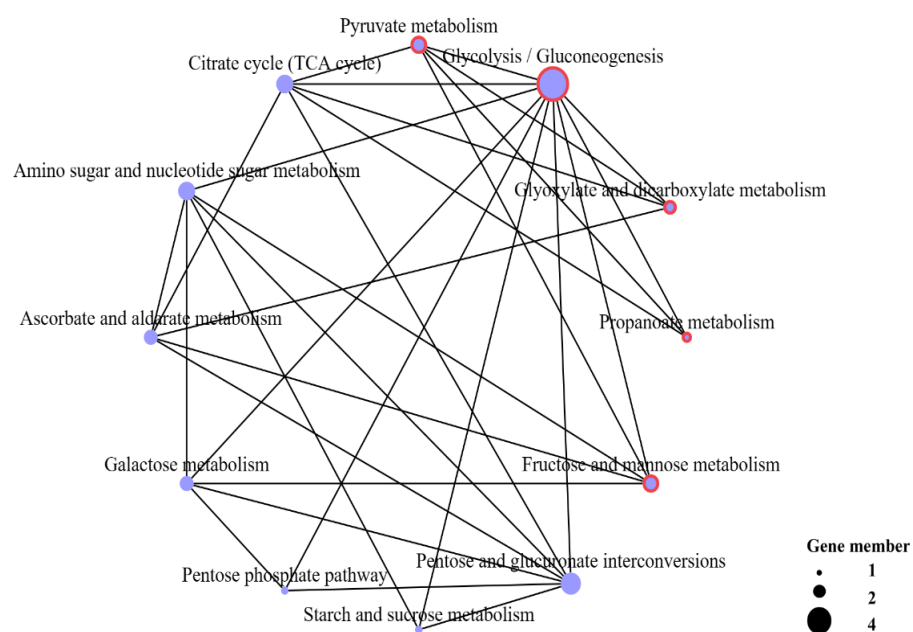 Pyruvate metabolism
Glycolysis / Gluconeogenesis
Citrate cycle (TCA cycle)
Amino sugar and nucleotide sugar metabolism
Glyoxylate and dicarboxylate metabolism
Ascorbate and aldarate metabolism
Propanoate metabolism
Galactose metabolism
Fructose and mannose metabolism
Pentose and glucuronate interconversions
Pentose phosphate pathway
Starch and sucrose metabolism
Gene member
1
2
4